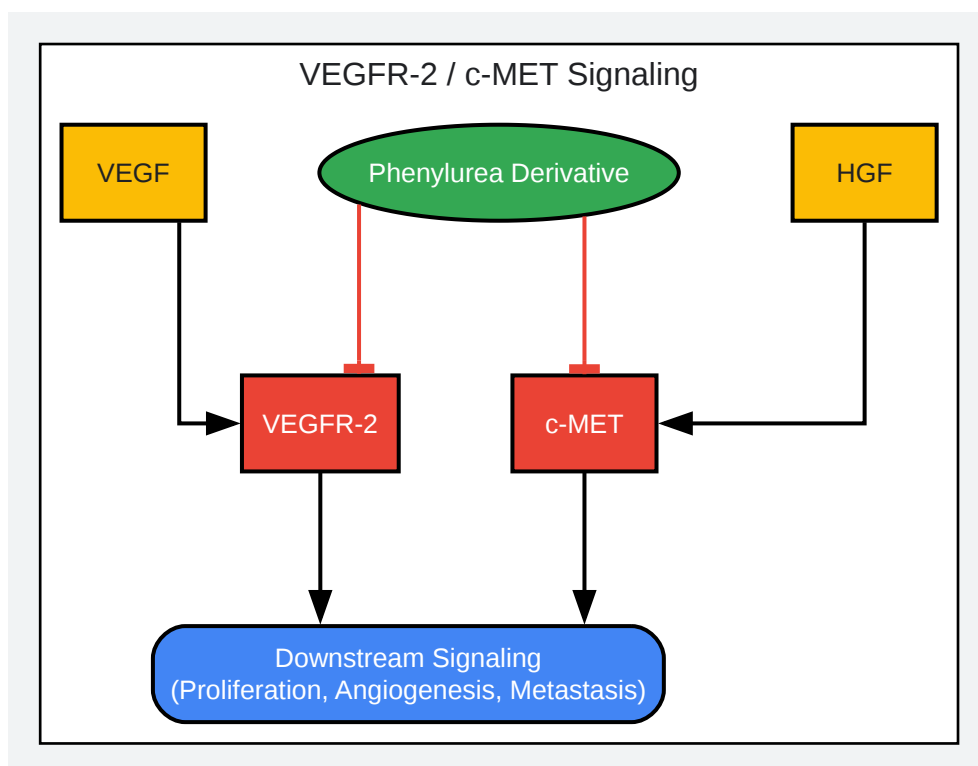 VEGFR-2 / c-MET Signaling
VEGF
Phenylurea Derivative
HGF
VEGFR-2
c-MET
Downstream Signaling
(Proliferation, Angiogenesis, Metastasis)